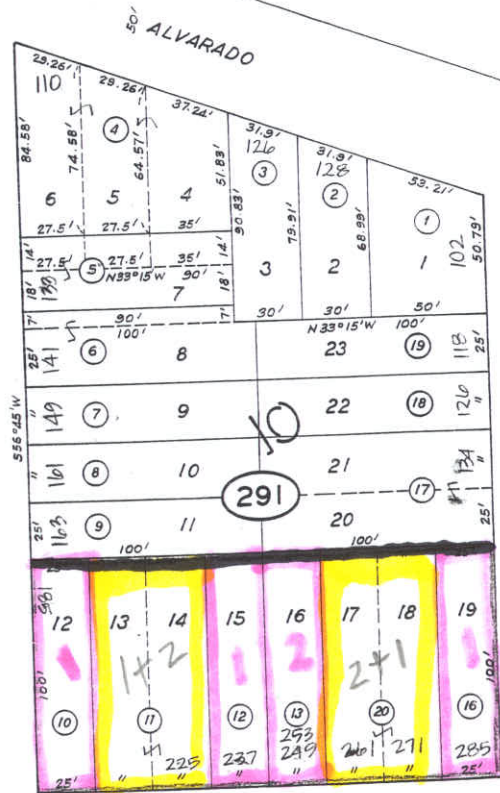 50' ALVARADO
29.26' 29.26' 37.24' 31.9' 31.9' 53.21'
110 4 126 128
3 2 1
84.58' 74.58' 64.57' 51.83' 90.83' 79.91' 68.99' 102 50.79'
6 5 4 3 2 1
27.5' 27.5' 35'
14' 27.5' 5 27.5' 35' 14'
N33°15'W 90'
18' 7 18'
30' 30' 50'
7' 90' 7' N33°15'W 100'
100'
25' 141 6 8 23 19 118 25'
S56°45'W
" 149 7 9 22 18 126 "
10
" 161 8 10 21 134 "
291 17
25' 163 9 11 20 25'
100' 100'
12 13 14 15 16 17 18 19
1 1+2 1 2 2+1 1
100' 100'
10 11 12 13 20 16
253
225 237 249 261 271 285
25' " " " " " " 25'